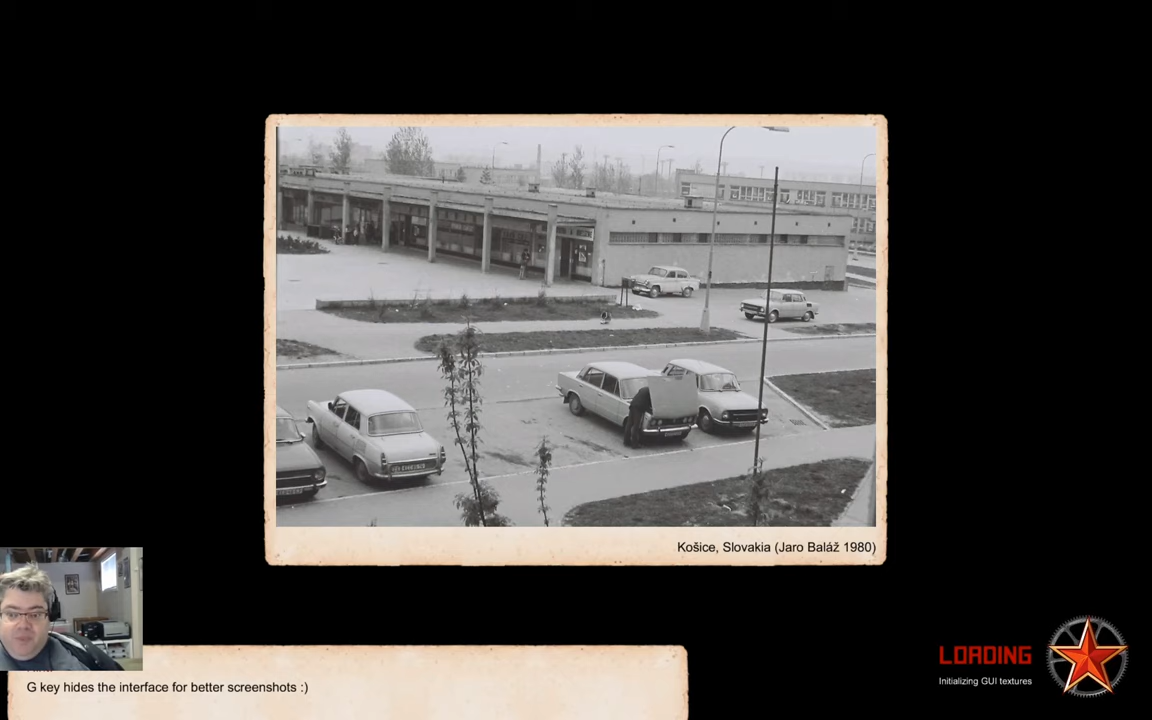 Košice, Slovakia (Jaro Baláž 1980)
G key hides the interface for better screenshots :)
LOADING
Initializing GUI textures